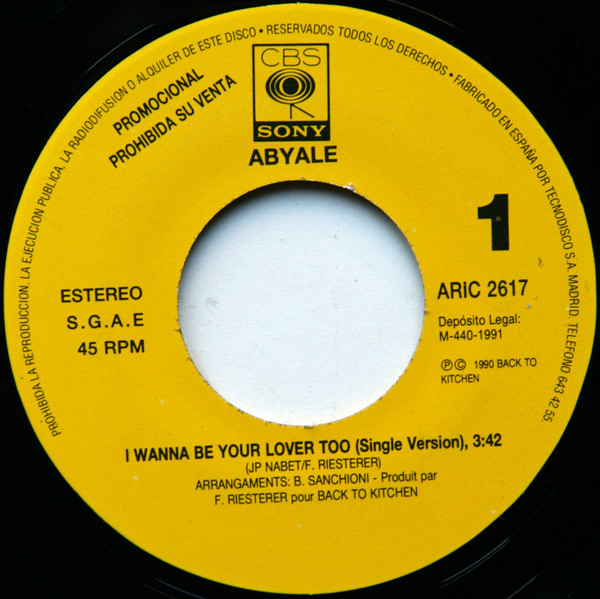 PROHIBIDA LA REPRODUCCION, LA EJECUCION PUBLICA, LA RADIODIFUSION O ALQUILER DE ESTE DISCO • RESERVADOS TODOS LOS DERECHOS • FABRICADO EN ESPAÑA POR TECNODISCO S.A. MADRID. TELEFONO 643 42 55.
PROMOCIONAL
PROHIBIDA SU VENTA
CBS
SONY
ABYALE
1
ESTEREO
S.G.A.E
45 RPM
ARIC 2617
Depósito Legal:
M-440-1991
Ⓟ© 1990 BACK TO
KITCHEN
I WANNA BE YOUR LOVER TOO (Single Version), 3:42
(JP NABET/F. RIESTERER)
ARRANGAMENTS: B. SANCHIONI - Produit par
F. RIESTERER pour BACK TO KITCHEN